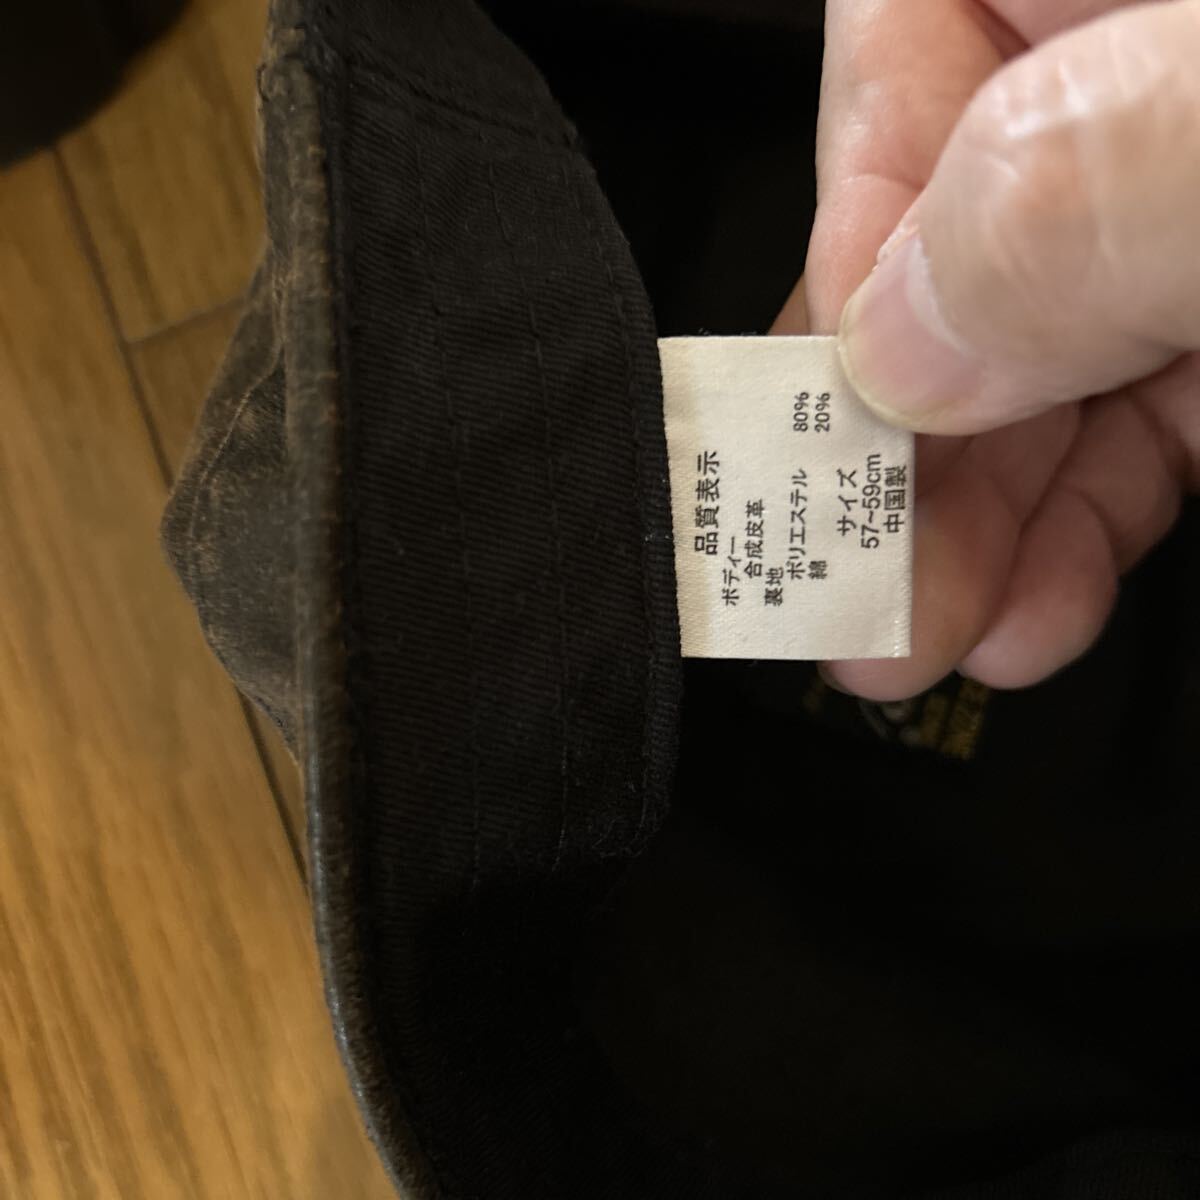 品質表示
ボディー
合成皮革
裏地
ポリエステル 80%
綿 20%
サイズ
57~59cm
中国製